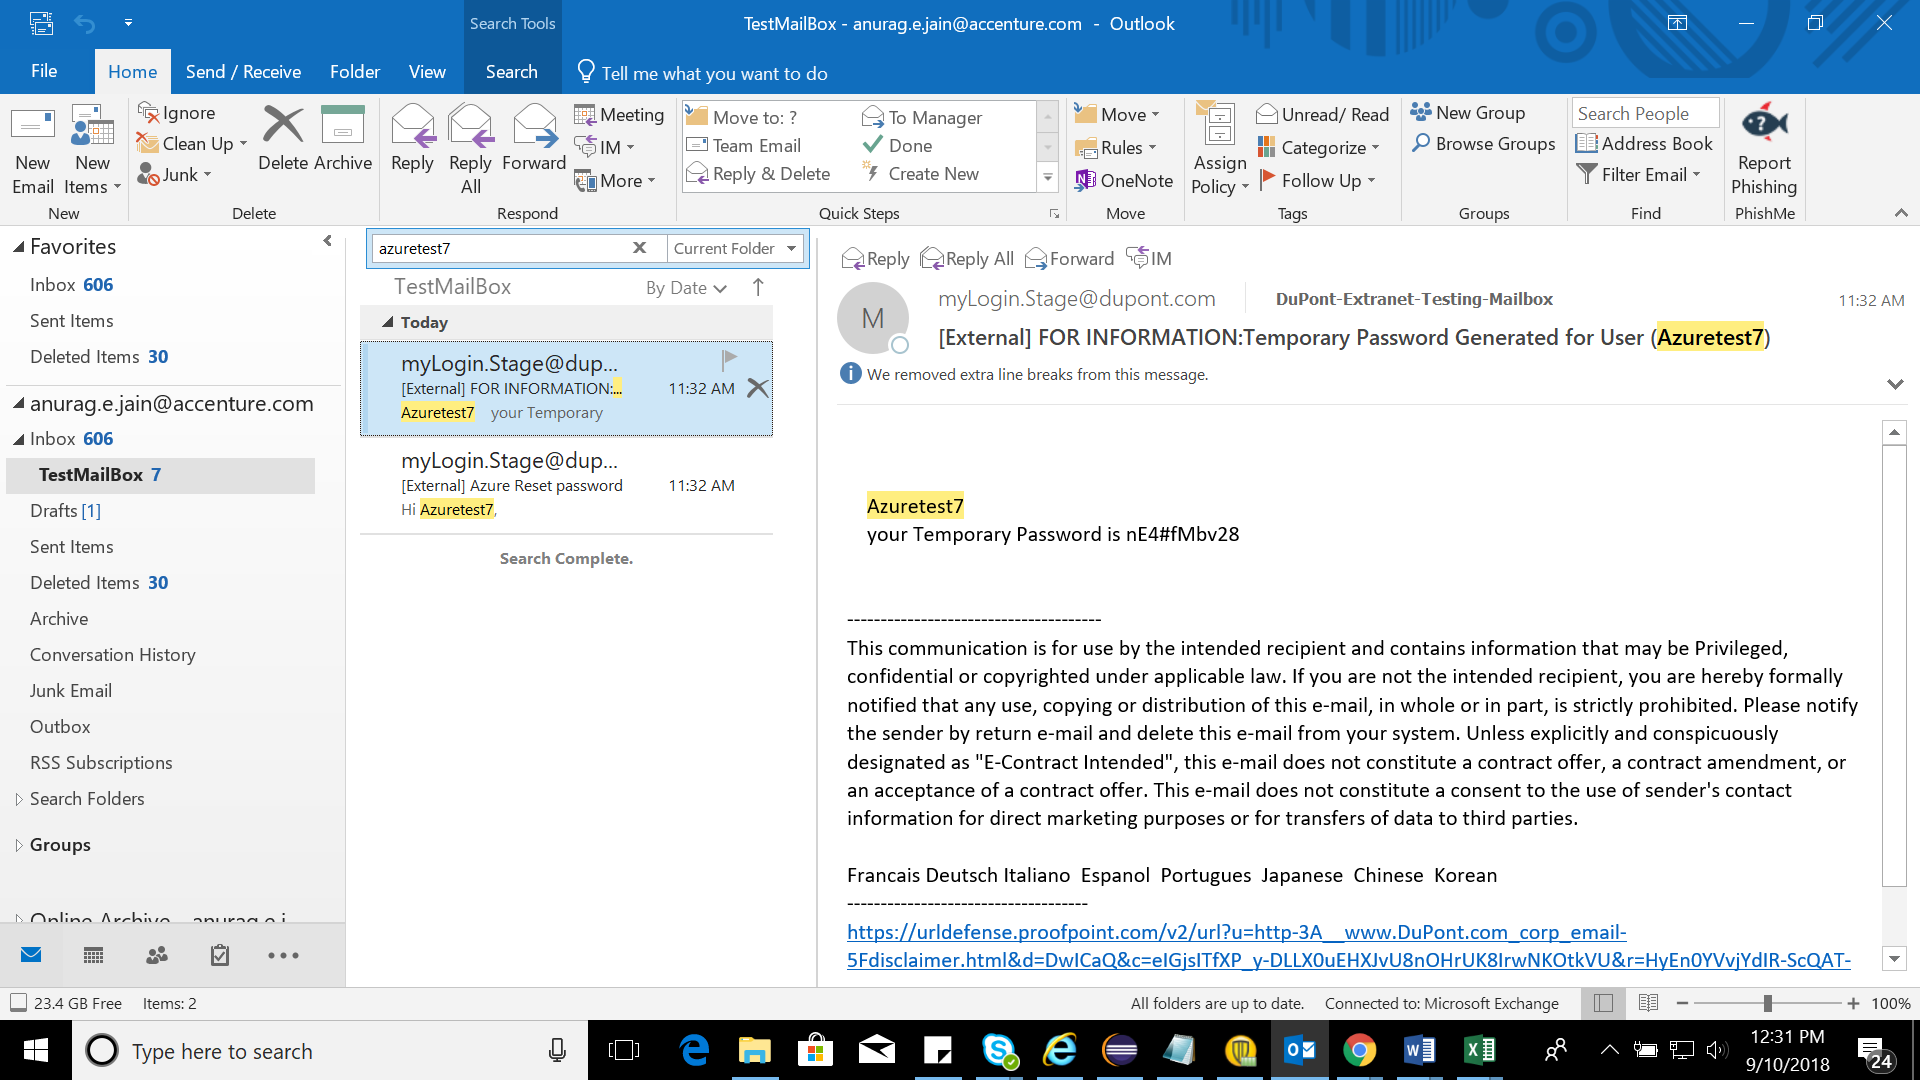 Search Tools
TestMailBox - anurag.e.jain@accenture.com - Outlook
File
Home
Send / Receive
Folder
View
Search
Tell me what you want to do
New Email
New Items
New
Ignore
Clean Up
Junk
Delete
Archive
Delete
Reply
Reply All
Forward
Meeting
IM
More
Respond
Move to: ?
Team Email
Reply & Delete
To Manager
Done
Create New
Quick Steps
Move
Rules
OneNote
Move
Assign Policy
Unread/ Read
Categorize
Follow Up
Tags
New Group
Browse Groups
Groups
Search People
Address Book
Filter Email
Find
Report Phishing
PhishMe
Favorites
Inbox 606
Sent Items
Deleted Items 30
anurag.e.jain@accenture.com
Inbox 606
TestMailBox 7
Drafts [1]
Sent Items
Deleted Items 30
Archive
Conversation History
Junk Email
Outbox
RSS Subscriptions
Search Folders
Groups
azuretest7
Current Folder
TestMailBox
By Date
Today
myLogin.Stage@dup...
[External] FOR INFORMATION:... 11:32 AM
Azuretest7 your Temporary
myLogin.Stage@dup...
[External] Azure Reset password 11:32 AM
Hi Azuretest7,
Search Complete.
Reply Reply All Forward IM
M
myLogin.Stage@dupont.com
DuPont-Extranet-Testing-Mailbox
11:32 AM
[External] FOR INFORMATION:Temporary Password Generated for User (Azuretest7)
We removed extra line breaks from this message.
Azuretest7
your Temporary Password is nE4#fMbv28
--------------------------------------
This communication is for use by the intended recipient and contains information that may be Privileged,
confidential or copyrighted under applicable law. If you are not the intended recipient, you are hereby formally
notified that any use, copying or distribution of this e-mail, in whole or in part, is strictly prohibited. Please notify
the sender by return e-mail and delete this e-mail from your system. Unless explicitly and conspicuously
designated as "E-Contract Intended", this e-mail does not constitute a contract offer, a contract amendment, or
an acceptance of a contract offer. This e-mail does not constitute a consent to the use of sender's contact
information for direct marketing purposes or for transfers of data to third parties.
Francais Deutsch Italiano Espanol Portugues Japanese Chinese Korean
------------------------------------
https://urldefense.proofpoint.com/v2/url?u=http-3A__www.DuPont.com_corp_email-
5Fdisclaimer.html&d=DwICaQ&c=eIGjsITfXP_y-DLLX0uEHXJvU8nOHrUK8IrwNKOtkVU&r=HyEn0YVvjYdIR-ScQAT-
23.4 GB Free Items: 2
All folders are up to date. Connected to: Microsoft Exchange
100%
Type here to search
12:31 PM
9/10/2018
24